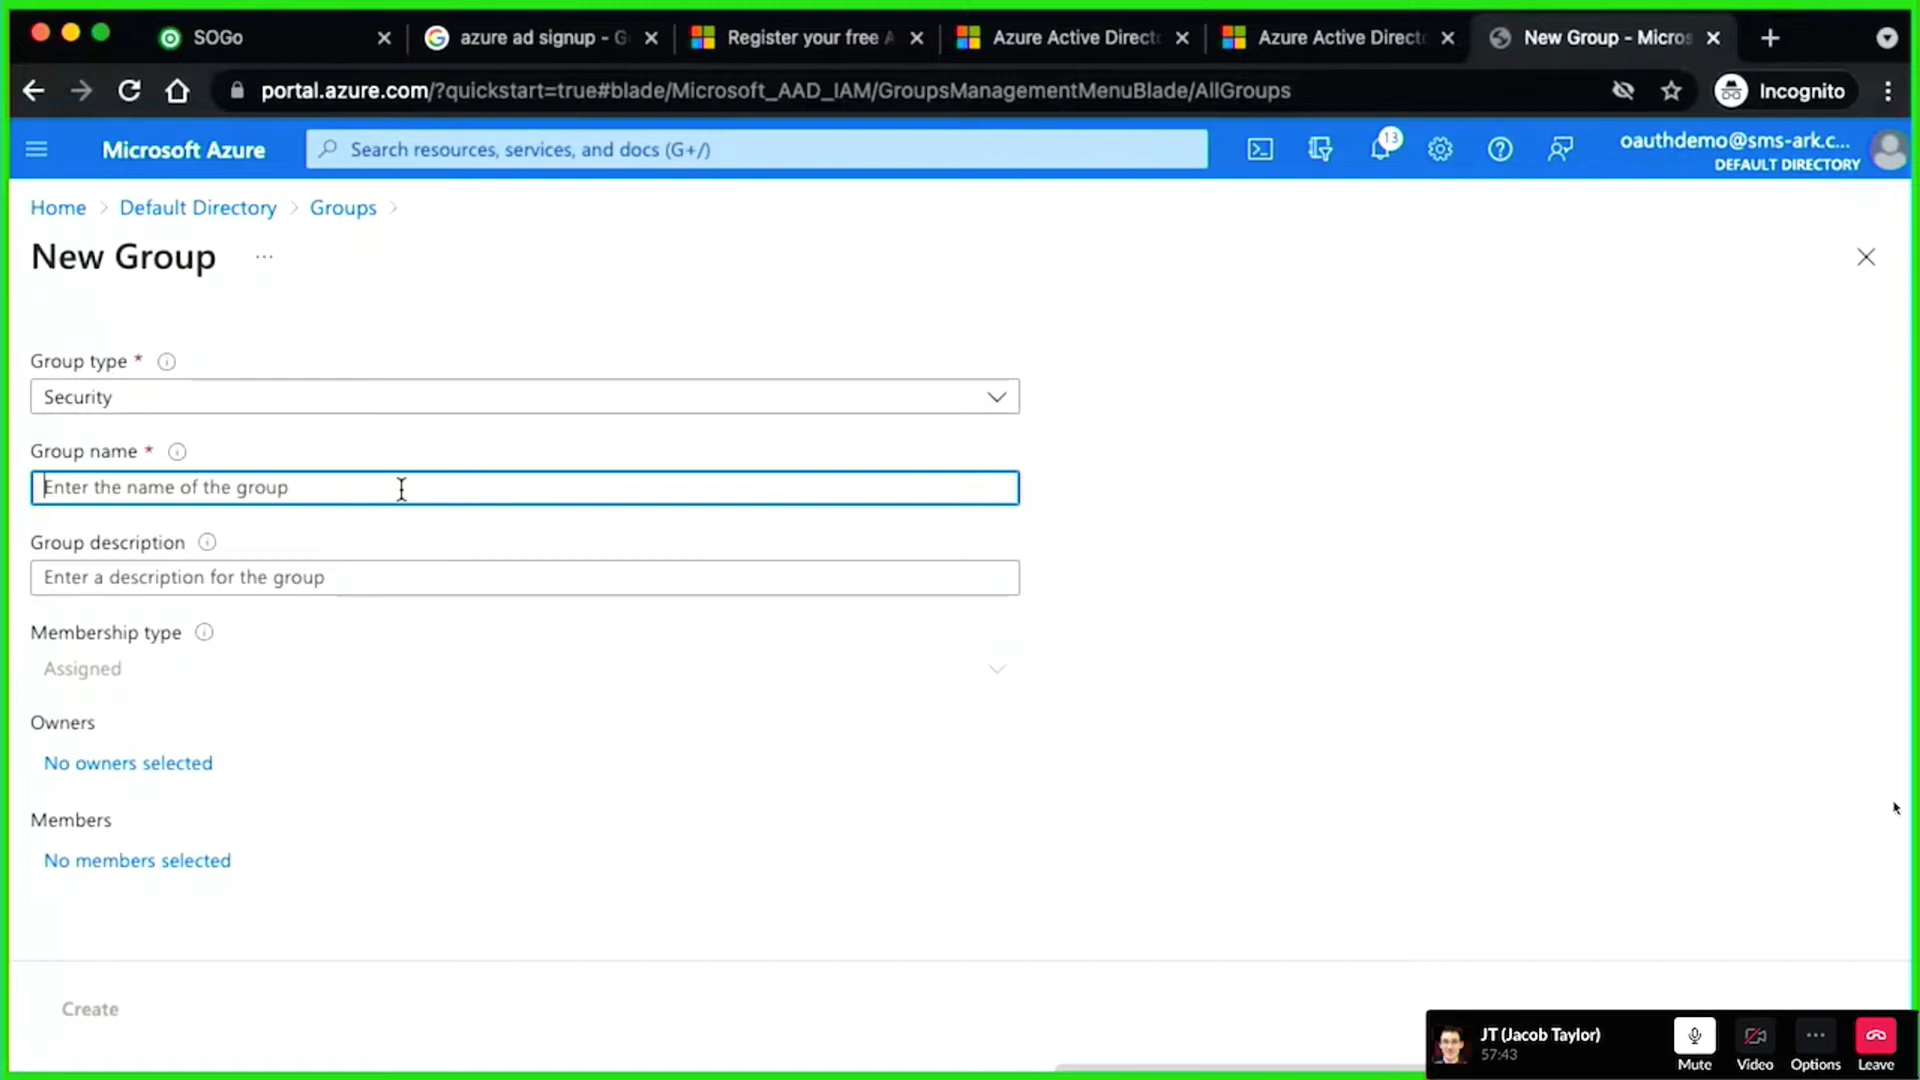 SOGo
azure ad signup - G
Register your free A
Azure Active Direct
Azure Active Direct
New Group - Micros
portal.azure.com/?quickstart=true#blade/Microsoft_AAD_IAM/GroupsManagementMenuBlade/AllGroups
Incognito
Microsoft Azure
Search resources, services, and docs (G+/)
13
oauthdemo@sms-ark.c...
DEFAULT DIRECTORY
Home > Default Directory > Groups >
New Group ...
Group type *
Security
Group name *
Enter the name of the group
Group description
Enter a description for the group
Membership type
Assigned
Owners
No owners selected
Members
No members selected
Create
JT (Jacob Taylor)
57:43
Mute
Video
Options
Leave